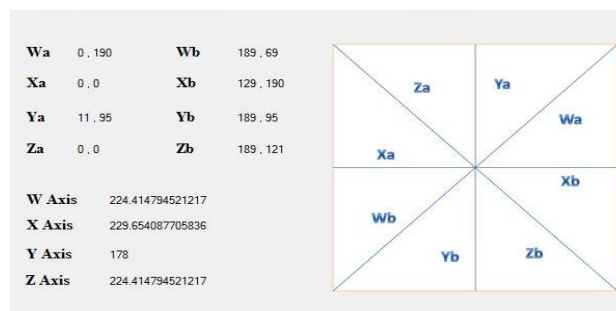 Wa 0 , 190 Wb 189 , 69
Xa 0 , 0 Xb 129 , 190
Ya 11 , 95 Yb 189 , 95
Za 0 , 0 Zb 189 , 121
W Axis 224.414794521217
X Axis 229.654087705836
Y Axis 178
Z Axis 224.414794521217
Za Ya
Wa
Xa
Xb
Wb
Yb Zb